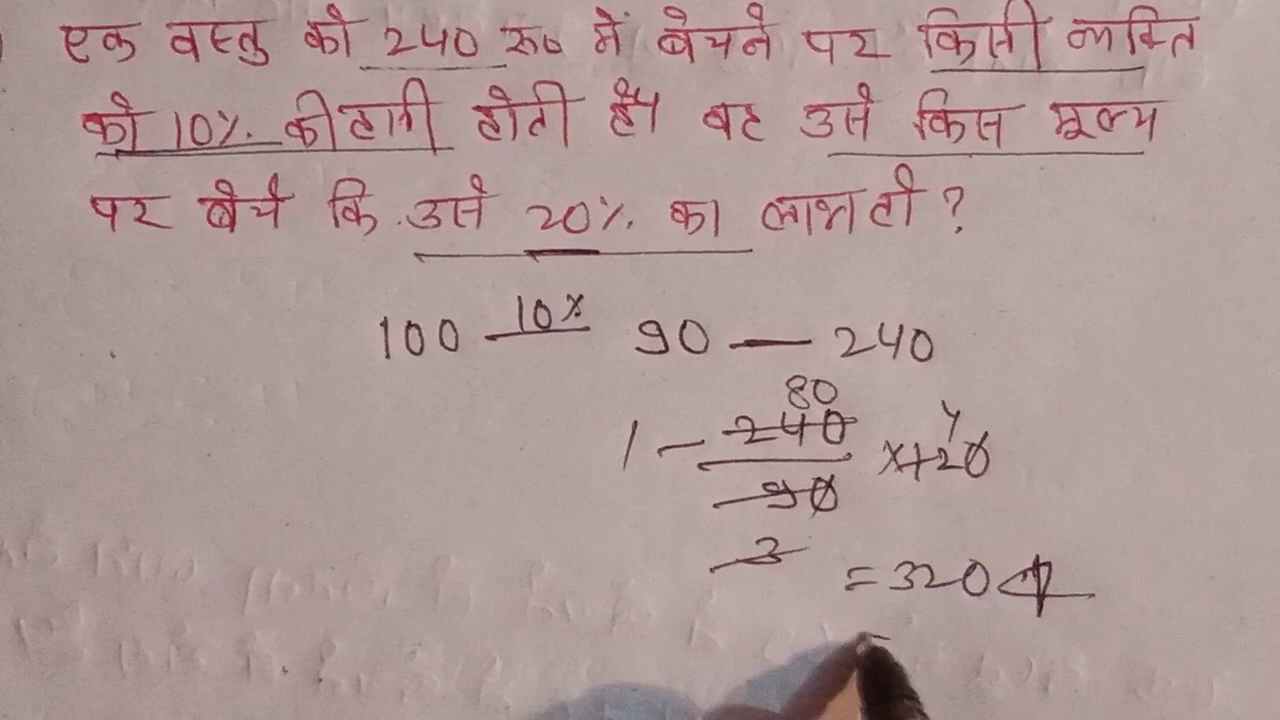 एक वस्तु को 240 रु० में बेचने पर किसी व्यक्ति
को 10% की हानी होती है। वह उसे किस मूल्य
पर बेचे कि उसे 20% का लाभ हो ?
100 10% 90 — 240
80
1 — 240 × 120 4
90
3
= 320